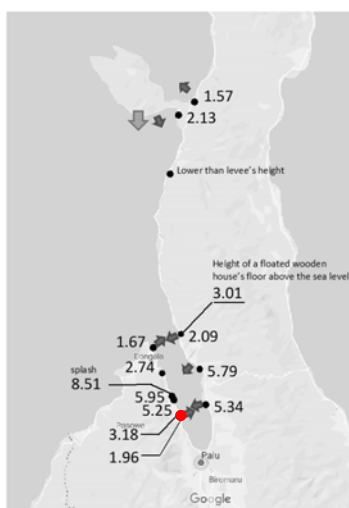 1.57
2.13
Lower than levee's height
Height of a floated wooden
house's floor above the sea level
3.01
2.09
1.67
Dongala
2.74
5.79
splash
8.51
5.95
5.25
5.34
3.18
1.96
Palu
Biromaru
Google